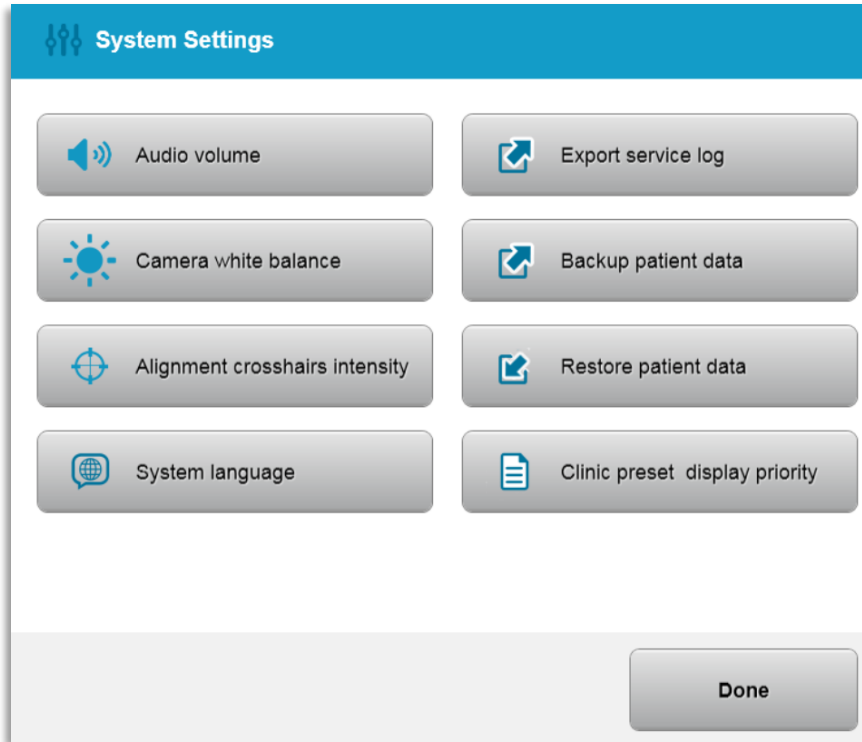 System Settings
Audio volume
Export service log
Camera white balance
Backup patient data
Alignment crosshairs intensity
Restore patient data
System language
Clinic preset display priority
Done